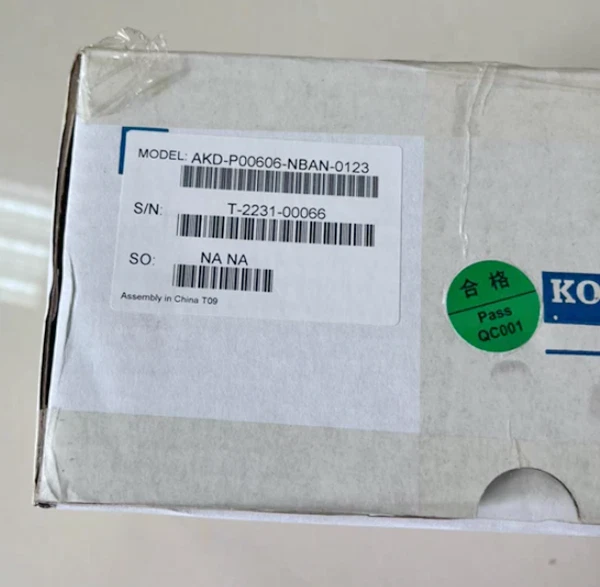 MODEL: AKD-P00606-NBAN-0123
S/N: T-2231-00066
SO: NA NA
Assembly in China T09
合格
Pass
QC001
KO